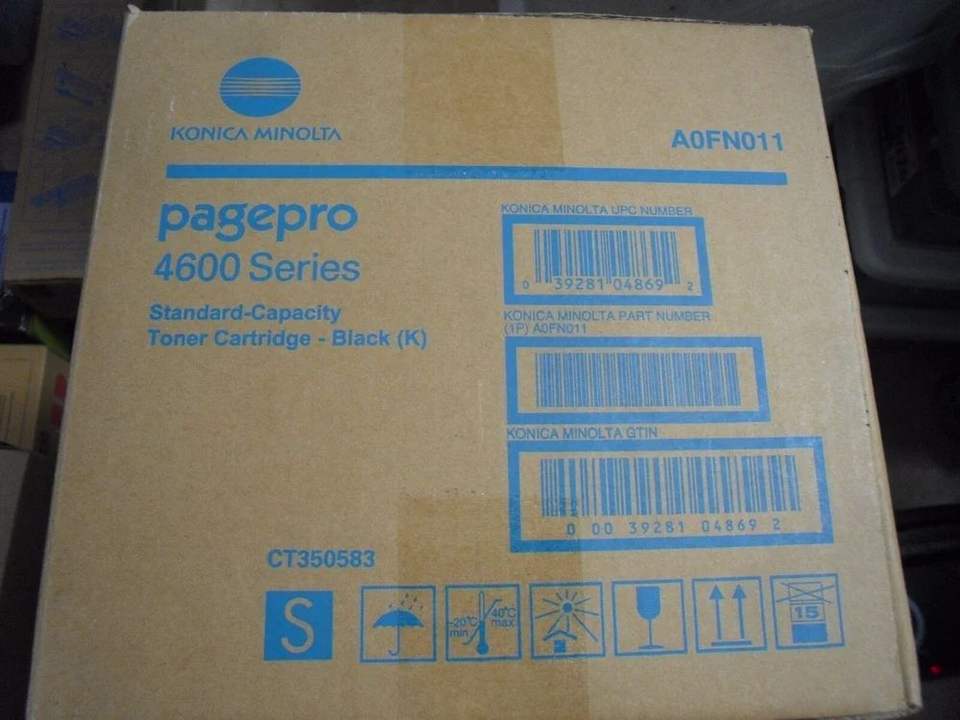 KONICA MINOLTA
A0FN011
pagepro
4600 Series
Standard-Capacity
Toner Cartridge - Black (K)
KONICA MINOLTA UPC NUMBER
0 39281 04869 2
KONICA MINOLTA PART NUMBER
(1P) A0FN011
KONICA MINOLTA GTIN
0 00 39281 04869 2
CT350583
S
-20°C
min
40°C
max
15